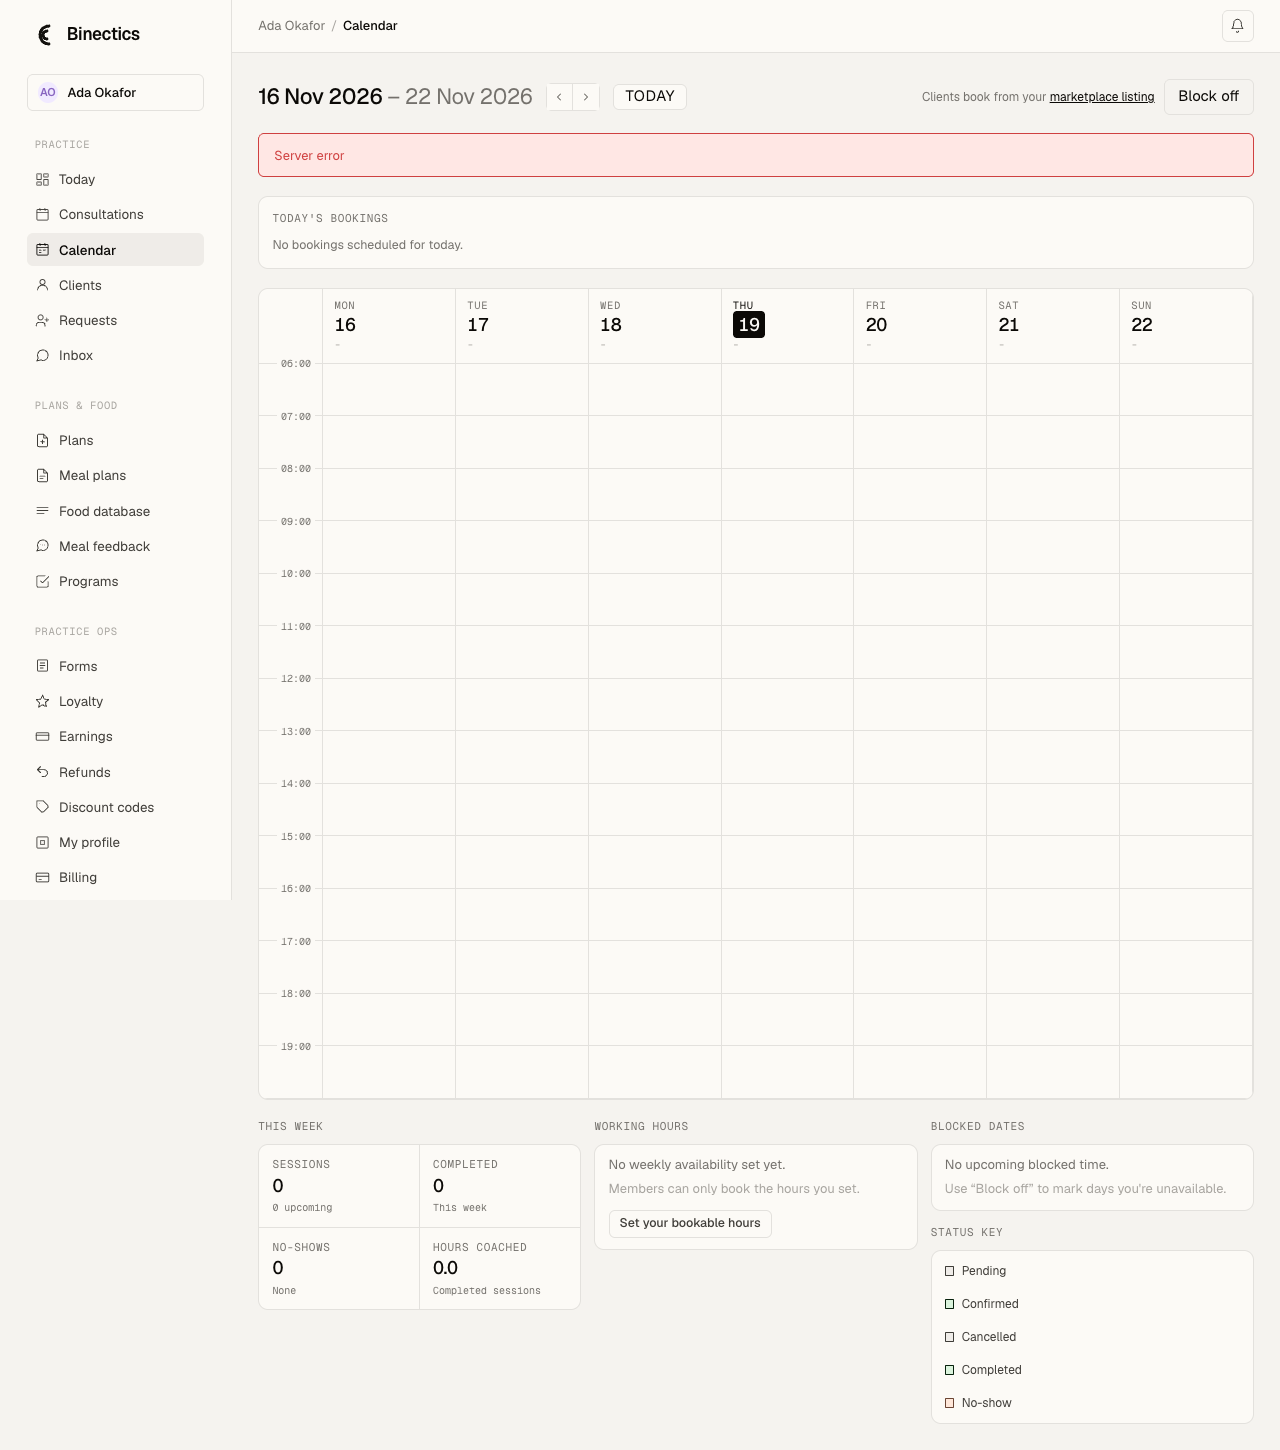 Binectics
Ada Okafor / Calendar
AO Ada Okafor
PRACTICE
Today
Consultations
Calendar
Clients
Requests
Inbox
PLANS & FOOD
Plans
Meal plans
Food database
Meal feedback
Programs
PRACTICE OPS
Forms
Loyalty
Earnings
Refunds
Discount codes
My profile
Billing
16 Nov 2026 – 22 Nov 2026
TODAY
Clients book from your marketplace listing
Block off
Server error
TODAY'S BOOKINGS
No bookings scheduled for today.
MON TUE WED THU FRI SAT SUN
16 17 18 19 20 21 22
- - - - - - -
06:00
07:00
08:00
09:00
10:00
11:00
12:00
13:00
14:00
15:00
16:00
17:00
18:00
19:00
THIS WEEK
SESSIONS
0
0 upcoming
COMPLETED
0
This week
NO-SHOWS
0
None
HOURS COACHED
0.0
Completed sessions
WORKING HOURS
No weekly availability set yet.
Members can only book the hours you set.
Set your bookable hours
BLOCKED DATES
No upcoming blocked time.
Use “Block off” to mark days you're unavailable.
STATUS KEY
Pending
Confirmed
Cancelled
Completed
No-show